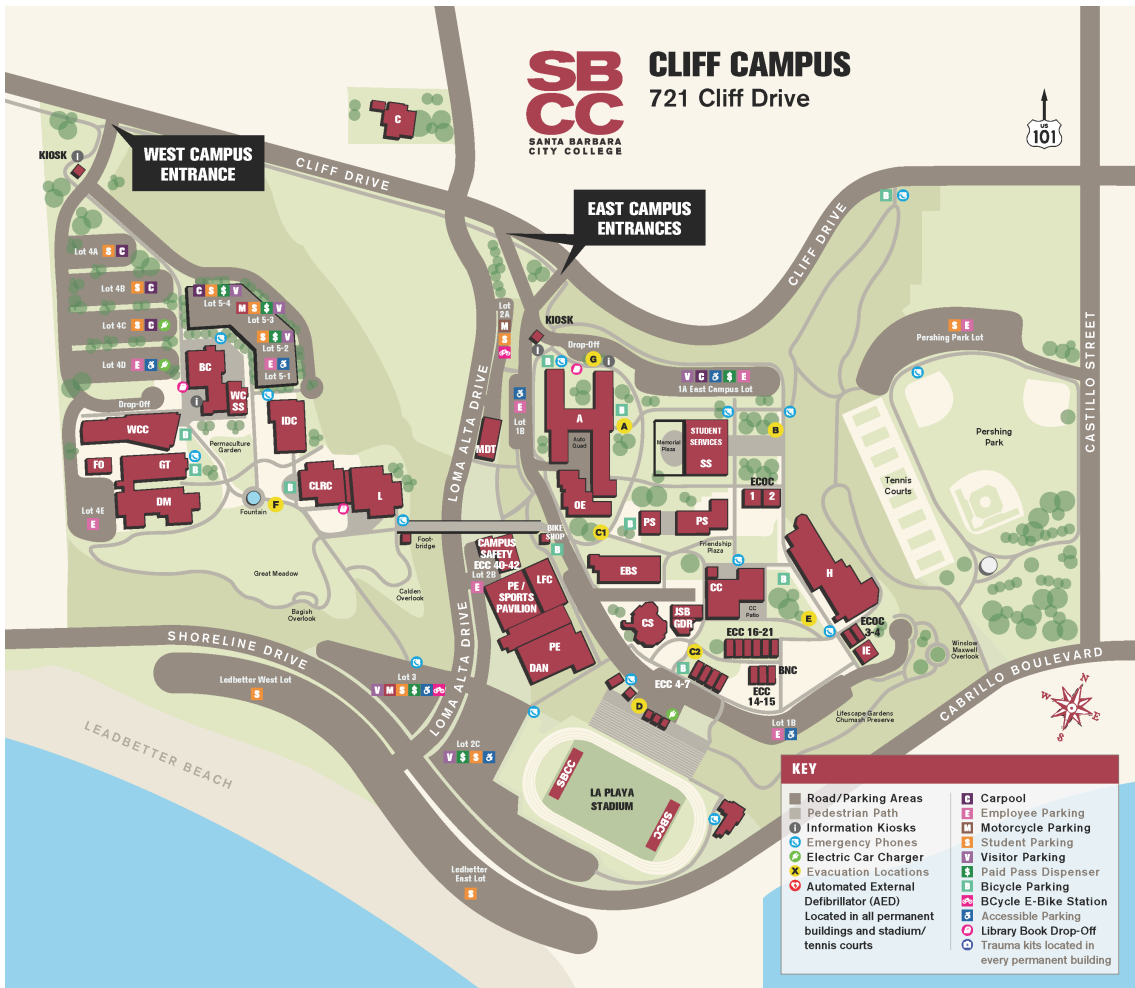 SB
CC
SANTA BARBARA
CITY COLLEGE
CLIFF CAMPUS
721 Cliff Drive
US
101
KIOSK
i
WEST CAMPUS
ENTRANCE
C
CLIFF DRIVE
EAST CAMPUS
ENTRANCES
B
CLIFF DRIVE
Lot 4A S C
Lot 4B S C
Lot 4C S C
Lot 4D E
C S $ V
Lot 5-4
M S $ V
Lot 5-3
S $ V
Lot 5-2
E
Lot 5-1
Lot
2A
M
S
KIOSK
i
Drop-Off
B
G
i
V C $ E
1A East Campus Lot
S E
Pershing Park Lot
CASTILLO STREET
BC
WC
SS
i
Drop-Off
WCC
B
IDC
Permaculture
Garden
FO
GT
B
DM
Lot 4E
E
CLRC
L
B
F
Fountain
LOMA ALTA DRIVE
MDT
E
Lot
1B
A
Auto
Quad
B
A
OE
Memorial
Plaza
STUDENT
SERVICES
SS
B
ECOC
1 2
Pershing
Park
Tennis
Courts
Foot-
bridge
BIKE
SHOP
B
C1
B
PS
PS
Friendship
Plaza
CAMPUS
SAFETY
ECC 40-42
Lot 2B
E
LFC
PE /
SPORTS
PAVILION
EBS
CC
CC
Patio
B
H
Great Meadow
Calden
Overlook
Bagish
Overlook
PE
DAN
CS
JSB
GDR
E
ECC 16-21
ECOC
3-4
IE
Winslow
Maxwell
Overlook
C2
B
ECC 4-7
BNC
ECC
14-15
SHORELINE DRIVE
LOMA ALTA DRIVE
CABRILLO BOULEVARD
Ledbetter West Lot
S
Lot 3
V M S $
D
Lifescape Gardens
Chumash Preserve
Lot 1B
E
N
W
E
S
LEADBETTER BEACH
Lot 2C
V $ S
SBCC
LA PLAYA
STADIUM
SBCC
Ledbetter
East Lot
S
KEY
Road/Parking Areas
Pedestrian Path
i Information Kiosks
Emergency Phones
Electric Car Charger
X Evacuation Locations
Automated External
Defibrillator (AED)
Located in all permanent
buildings and stadium/
tennis courts
C Carpool
E Employee Parking
M Motorcycle Parking
S Student Parking
V Visitor Parking
$ Paid Pass Dispenser
B Bicycle Parking
BCycle E-Bike Station
Accessible Parking
Library Book Drop-Off
Trauma kits located in
every permanent building